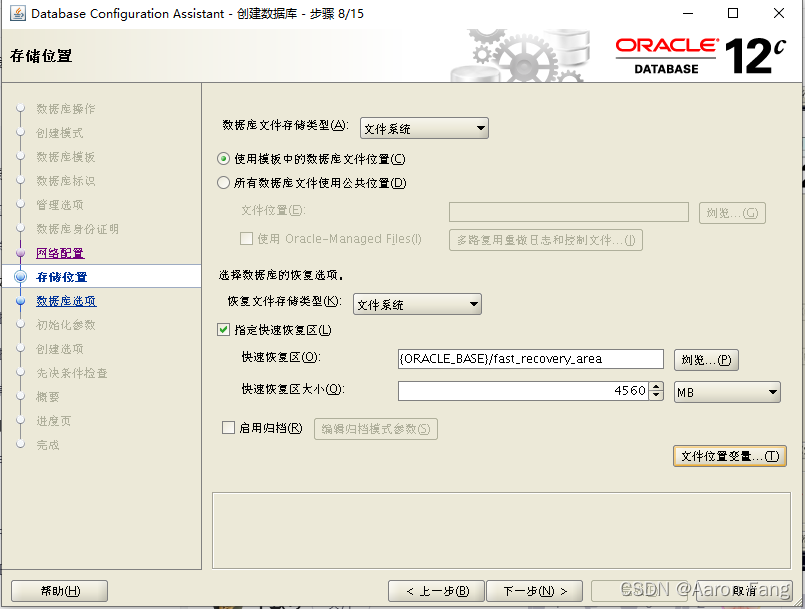 Database Configuration Assistant - 创建数据库 - 步骤 8/15
存储位置
ORACLE®
DATABASE
12c
数据库操作
创建模式
数据库模板
数据库标识
管理选项
数据库身份证明
网络配置
存储位置
数据库选项
初始化参数
创建选项
先决条件检查
概要
进度页
完成
数据库文件存储类型(A): 文件系统
使用模板中的数据库文件位置(C)
所有数据库文件使用公共位置(D)
文件位置(E): 浏览...(G)
使用 Oracle-Managed Files(I) 多路复用重做日志和控制文件...(J)
选择数据库的恢复选项。
恢复文件存储类型(K): 文件系统
指定快速恢复区(L)
快速恢复区(O): {ORACLE_BASE}/fast_recovery_area 浏览...(P)
快速恢复区大小(Q): 4560 MB
启用归档(R) 编辑归档模式参数(S)
文件位置变量...(T)
帮助(H) < 上一步(B) 下一步(N) > 取消
CSDN @Aaron_Fang